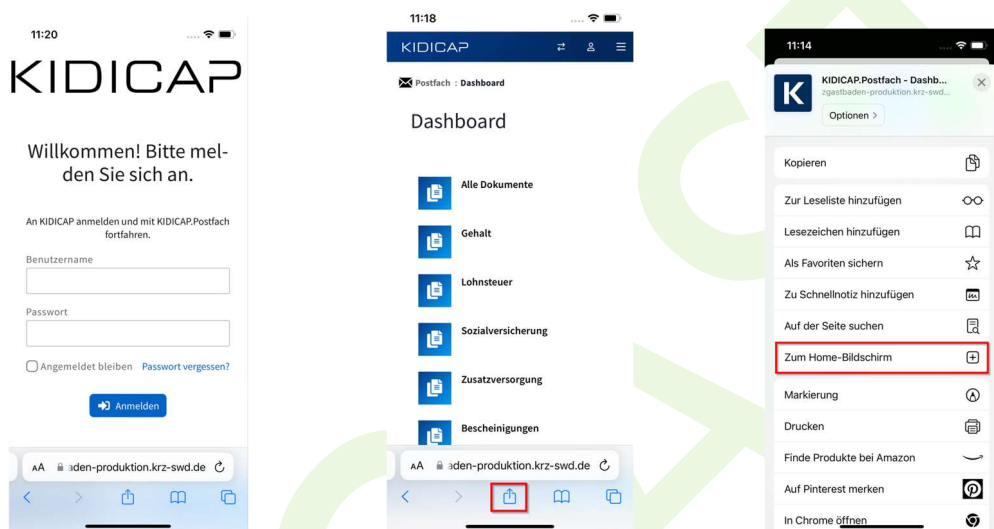 11:20
KIDICAP
Willkommen! Bitte mel-
den Sie sich an.
An KIDICAP anmelden und mit KIDICAP.Postfach
fortfahren.
Benutzername
Passwort
Angemeldet bleiben Passwort vergessen?
Anmelden
AA aden-produktion.krz-swd.de
11:18
KIDICAP
Postfach : Dashboard
Dashboard
Alle Dokumente
Gehalt
Lohnsteuer
Sozialversicherung
Zusatzversorgung
Bescheinigungen
AA aden-produktion.krz-swd.de
11:14
K
KIDICAP.Postfach - Dashb...
zgastbaden-produktion.krz-swd...
Optionen >
Kopieren
Zur Leseliste hinzufügen
Lesezeichen hinzufügen
Als Favoriten sichern
Zu Schnellnotiz hinzufügen
Auf der Seite suchen
Zum Home-Bildschirm
Markierung
Drucken
Finde Produkte bei Amazon
Auf Pinterest merken
In Chrome öffnen